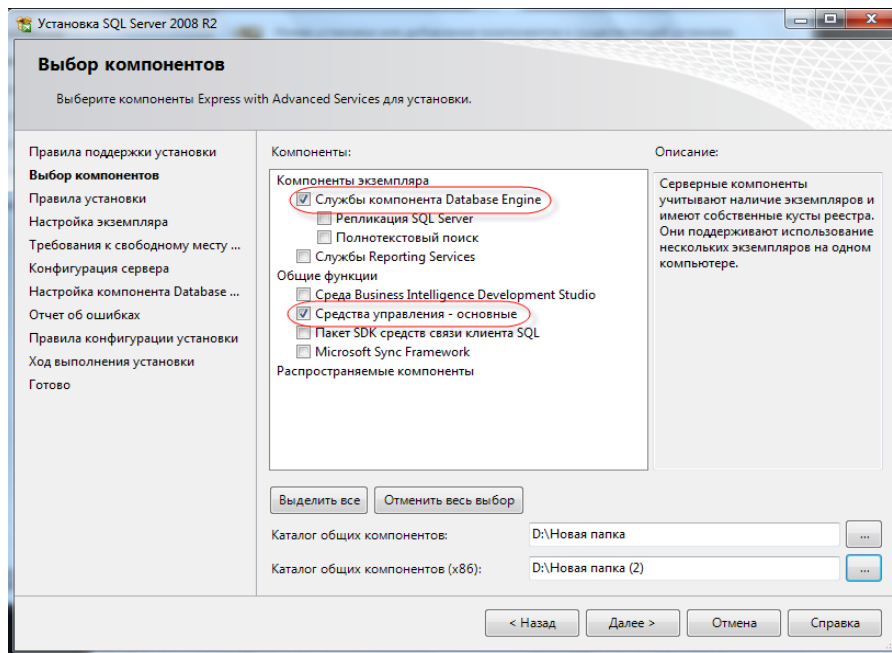 Установка SQL Server 2008 R2
Выбор компонентов
Выберите компоненты Express with Advanced Services для установки.
Правила поддержки установки
Выбор компонентов
Правила установки
Настройка экземпляра
Требования к свободному месту ...
Конфигурация сервера
Настройка компонента Database ...
Отчет об ошибках
Правила конфигурации установки
Ход выполнения установки
Готово
Компоненты:
Компоненты экземпляра
Службы компонента Database Engine
Репликация SQL Server
Полнотекстовый поиск
Службы Reporting Services
Общие функции
Среда Business Intelligence Development Studio
Средства управления - основные
Пакет SDK средств связи клиента SQL
Microsoft Sync Framework
Распространяемые компоненты
Описание:
Серверные компоненты
учитывают наличие экземпляров и
имеют собственные кусты реестра.
Они поддерживают использование
нескольких экземпляров на одном
компьютере.
Выделить все
Отменить весь выбор
Каталог общих компонентов:
D:\Новая папка
...
Каталог общих компонентов (x86):
D:\Новая папка (2)
...
< Назад
Далее >
Отмена
Справка